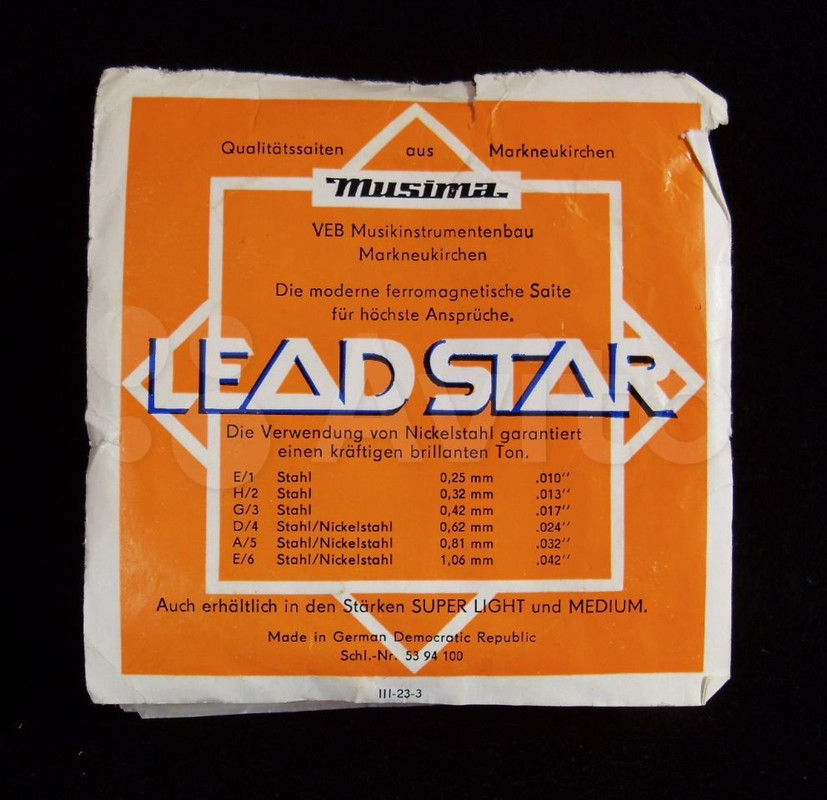 Qualitätssaiten aus Markneukirchen
Musima
VEB Musikinstrumentenbau
Markneukirchen
Die moderne ferromagnetische Saite
für höchste Ansprüche.
LEAD STAR
Die Verwendung von Nickelstahl garantiert
einen kräftigen brillanten Ton.
E/1 Stahl 0,25 mm .010′′
H/2 Stahl 0,32 mm .013′′
G/3 Stahl 0,42 mm .017′′
D/4 Stahl/Nickelstahl 0,62 mm .024′′
A/5 Stahl/Nickelstahl 0,81 mm .032′′
E/6 Stahl/Nickelstahl 1,06 mm .042′′
Auch erhältlich in den Stärken SUPER LIGHT und MEDIUM.
Made in German Democratic Republic
Schl.-Nr. 53 94 100
III-23-3
Avito